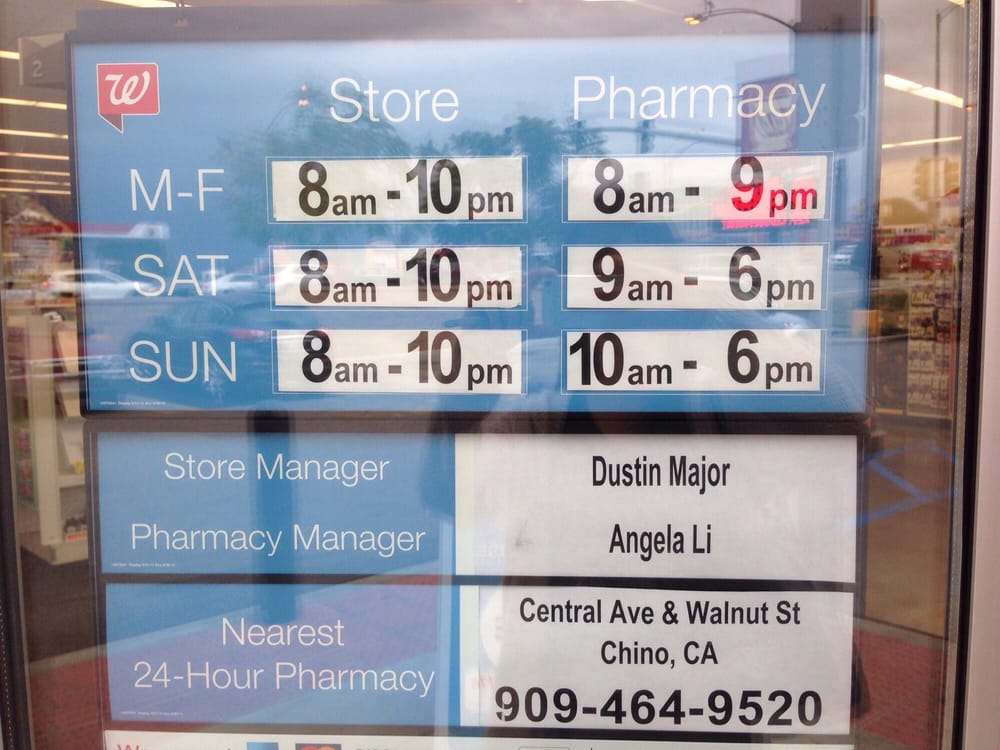 2
W
Store Pharmacy
M-F 8am - 10pm 8am - 9pm
SAT 8am - 10pm 9am - 6pm
SUN 8am - 10pm 10am - 6pm
Store Manager Dustin Major
Pharmacy Manager Angela Li
Nearest
24-Hour Pharmacy
Central Ave & Walnut St
Chino, CA
909-464-9520